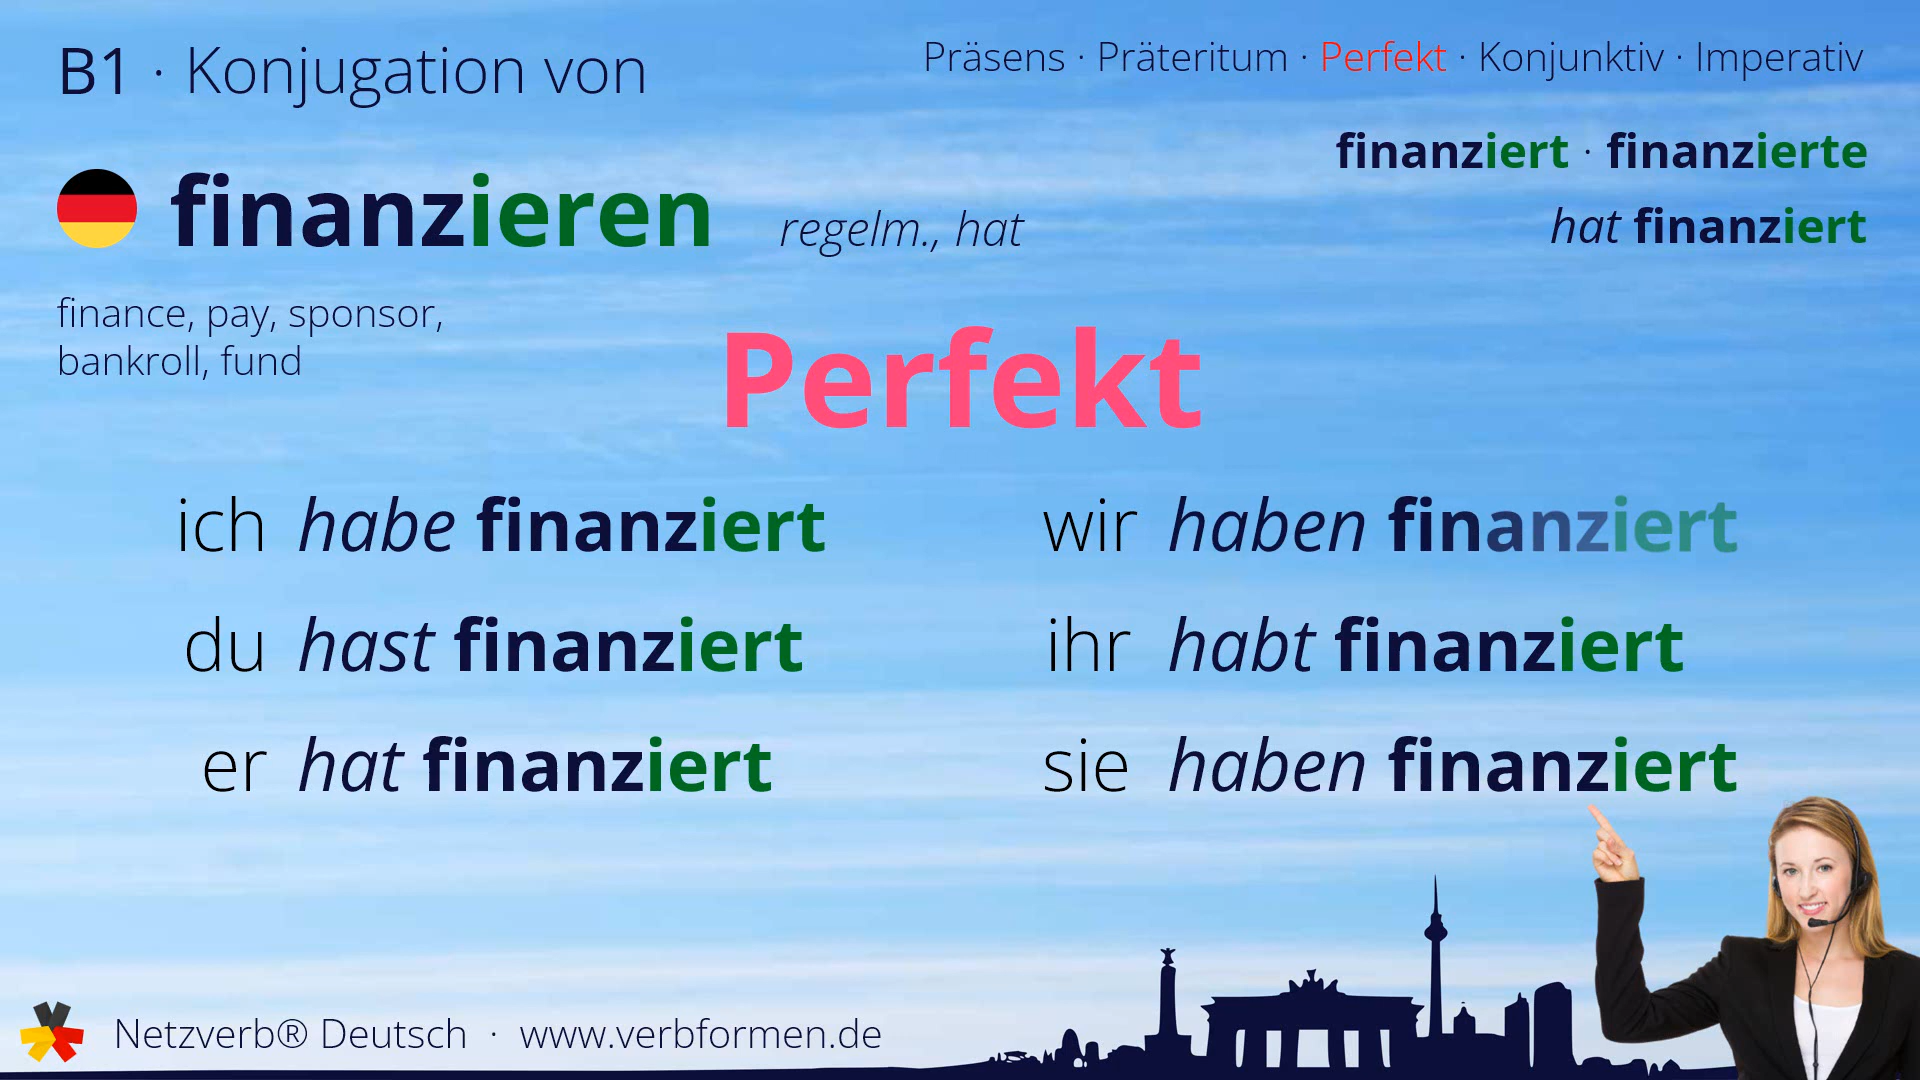 B1 · Konjugation von
Präsens · Präteritum · Perfekt · Konjunktiv · Imperativ
finanzieren regelm., hat
finanziert · finanzierte
hat finanziert
finance, pay, sponsor,
bankroll, fund
Perfekt
ich habe finanziert
du hast finanziert
er hat finanziert
wir haben finanziert
ihr habt finanziert
sie haben finanziert
Netzverb® Deutsch · www.verbformen.de